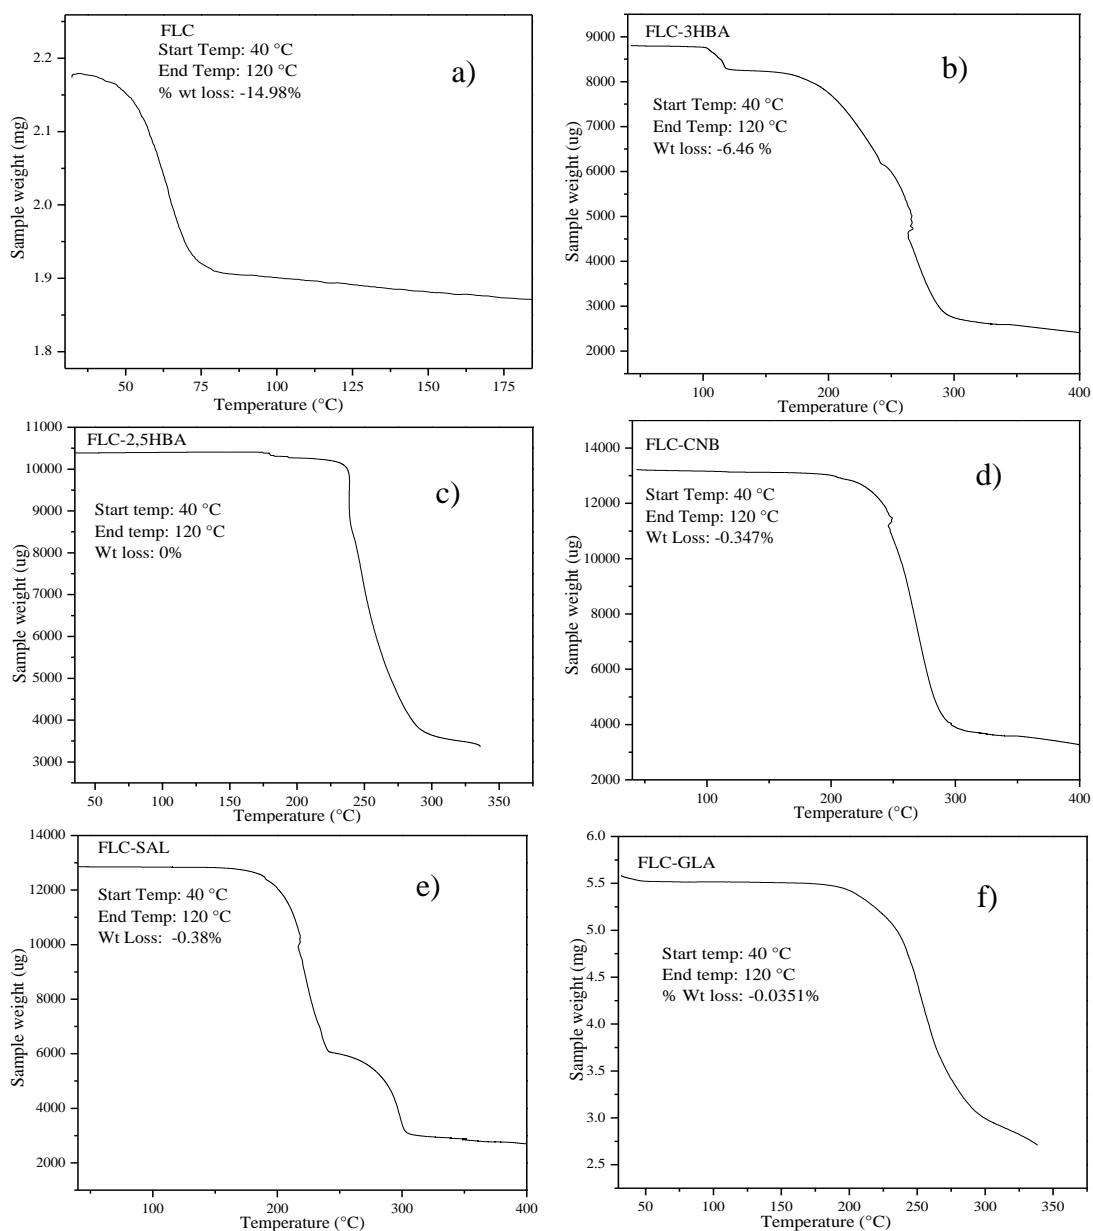 FLC
Start Temp: 40 °C
End Temp: 120 °C
% wt loss: -14.98%
a)
2.2
2.1
2.0
1.9
1.8
Sample weight (mg)
50 75 100 125 150 175
Temperature (°C)
FLC-3HBA
b)
Start Temp: 40 °C
End Temp: 120 °C
Wt loss: -6.46 %
9000
8000
7000
6000
5000
4000
3000
2000
Sample weight (ug)
100 200 300 400
Temperature (°C)
FLC-2,5HBA
c)
Start temp: 40 °C
End temp: 120 °C
Wt loss: 0%
11000
10000
9000
8000
7000
6000
5000
4000
3000
Sample weight (ug)
50 100 150 200 250 300 350
Temperature (°C)
FLC-CNB
d)
Start Temp: 40 °C
End Temp: 120 °C
Wt Loss: -0.347%
14000
12000
10000
8000
6000
4000
2000
Sample weight (ug)
100 200 300 400
Temperature (°C)
FLC-SAL
e)
Start Temp: 40 °C
End Temp: 120 °C
Wt Loss: -0.38%
14000
12000
10000
8000
6000
4000
2000
Sample weight (ug)
100 200 300 400
Temperature (°C)
FLC-GLA
f)
Start temp: 40 °C
End temp: 120 °C
% Wt loss: -0.0351%
6.0
5.5
5.0
4.5
4.0
3.5
3.0
2.5
Sample weight (mg)
50 100 150 200 250 300 350
Temperature (°C)